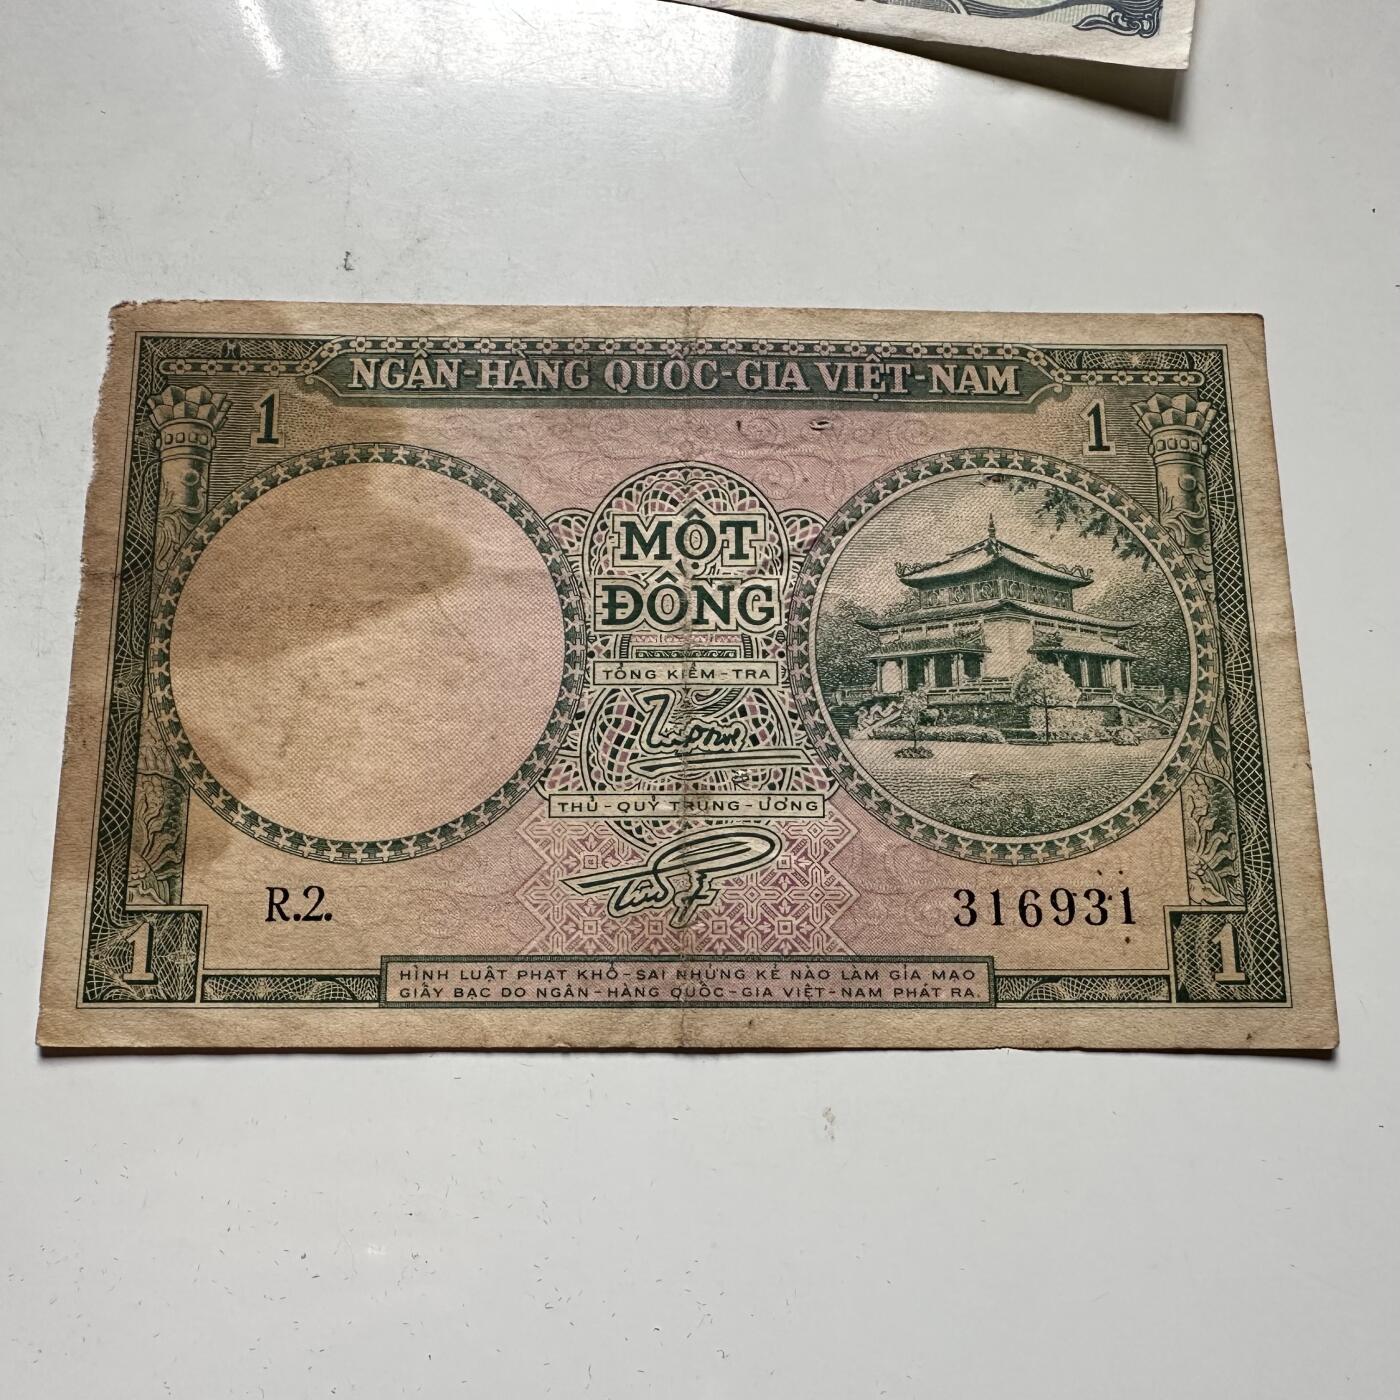 NGÂN-HÀNG QUỐC-GIA VIỆT-NAM
1 1
MỘT
ĐỒNG
TỔNG KIỂM-TRA
THỦ-QUỸ TRUNG-ƯƠNG
R.2. 316931
1 1
HÌNH LUẬT PHẠT KHỔ-SAI NHỮNG KẺ NÀO LÀM GIẢ MẠO
GIẤY BẠC DO NGÂN-HÀNG QUỐC-GIA VIỆT-NAM PHÁT RA.